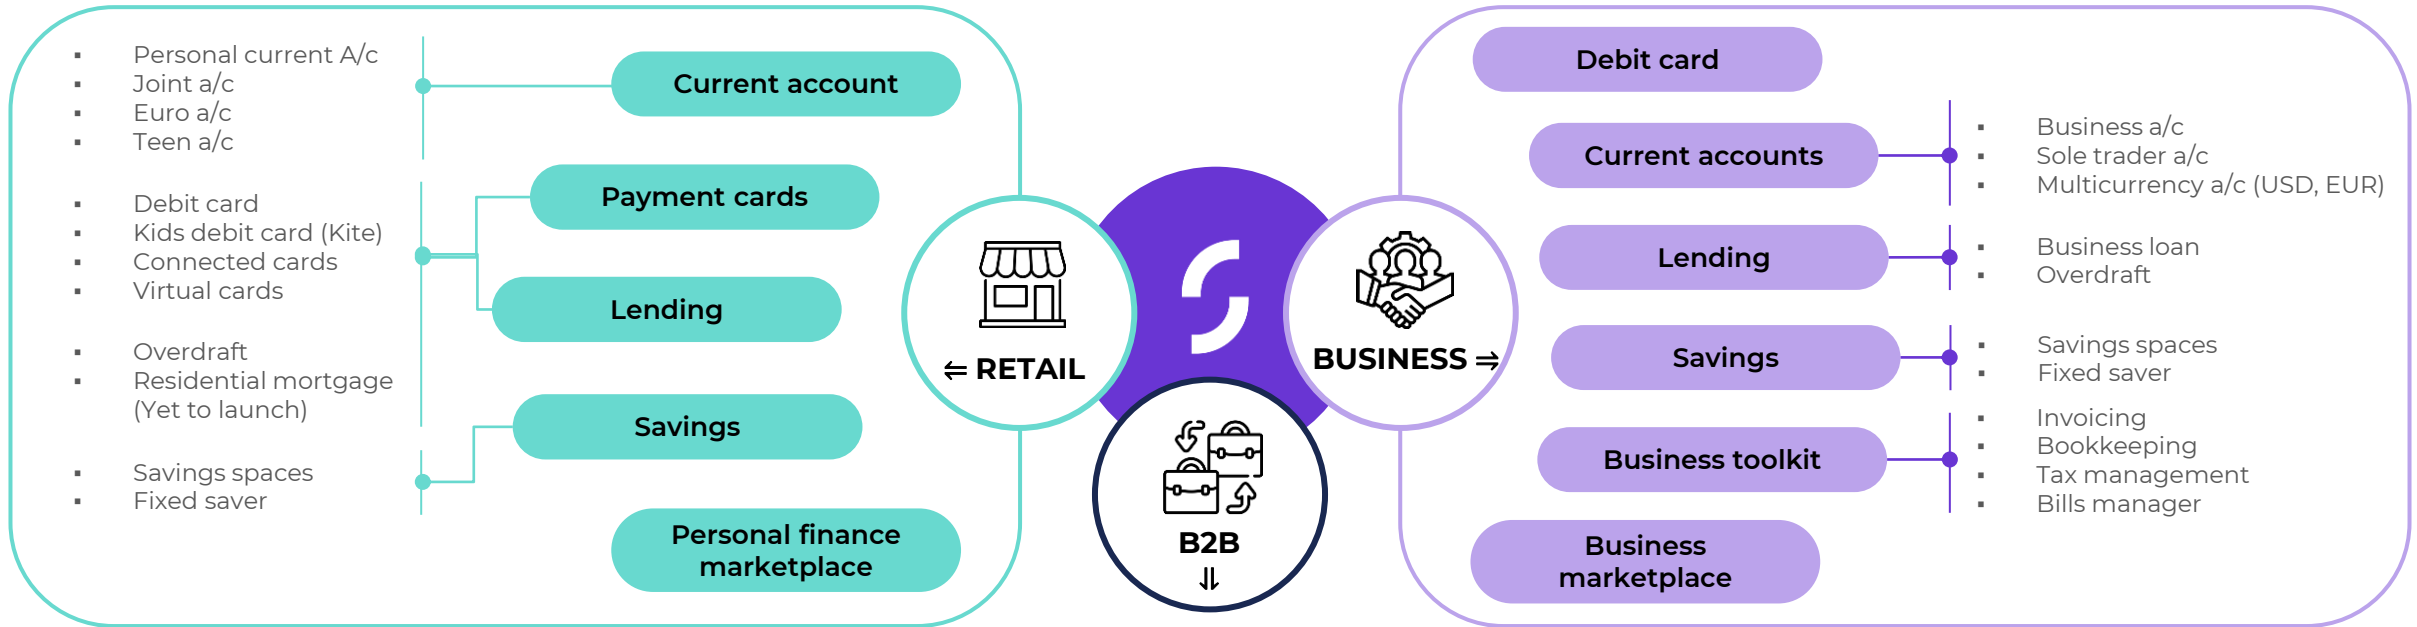 Personal current A/c
Joint a/c
Euro a/c
Teen a/c
Current account
Debit card
Kids debit card (Kite)
Connected cards
Virtual cards
Payment cards
Overdraft
Residential mortgage
(Yet to launch)
Lending
Savings spaces
Fixed saver
Savings
Personal finance
marketplace
⇇ RETAIL
BUSINESS ⇉
B2B
⇊
Debit card
Current accounts
Business a/c
Sole trader a/c
Multicurrency a/c (USD, EUR)
Lending
Business loan
Overdraft
Savings
Savings spaces
Fixed saver
Business toolkit
Invoicing
Bookkeeping
Tax management
Bills manager
Business
marketplace